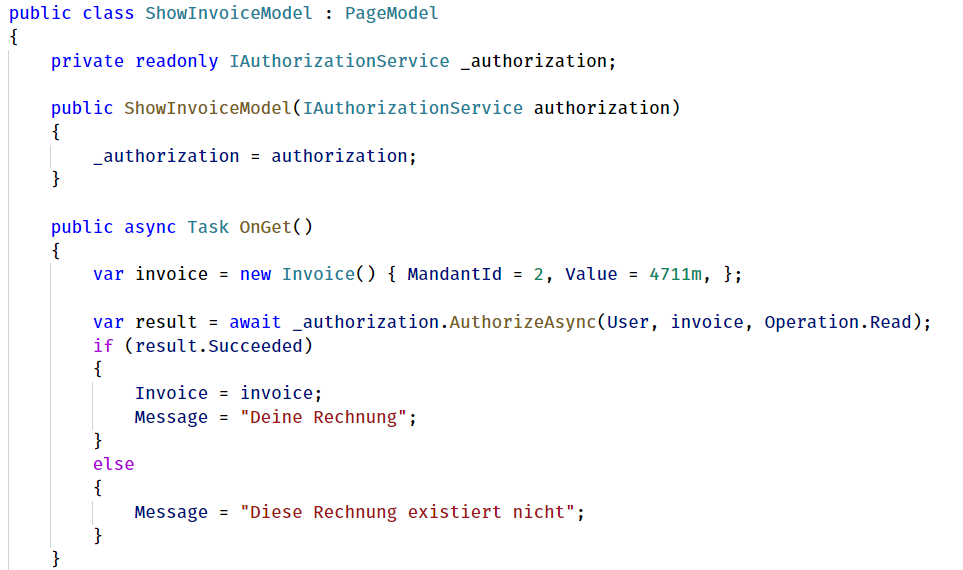 public class ShowInvoiceModel : PageModel
{
    private readonly IAuthorizationService _authorization;

    public ShowInvoiceModel(IAuthorizationService authorization)
    {
        _authorization = authorization;
    }

    public async Task OnGet()
    {
        var invoice = new Invoice() { MandantId = 2, Value = 4711m, };

        var result = await _authorization.AuthorizeAsync(User, invoice, Operation.Read);
        if (result.Succeeded)
        {
            Invoice = invoice;
            Message = "Deine Rechnung";
        }
        else
        {
            Message = "Diese Rechnung existiert nicht";
        }
    }